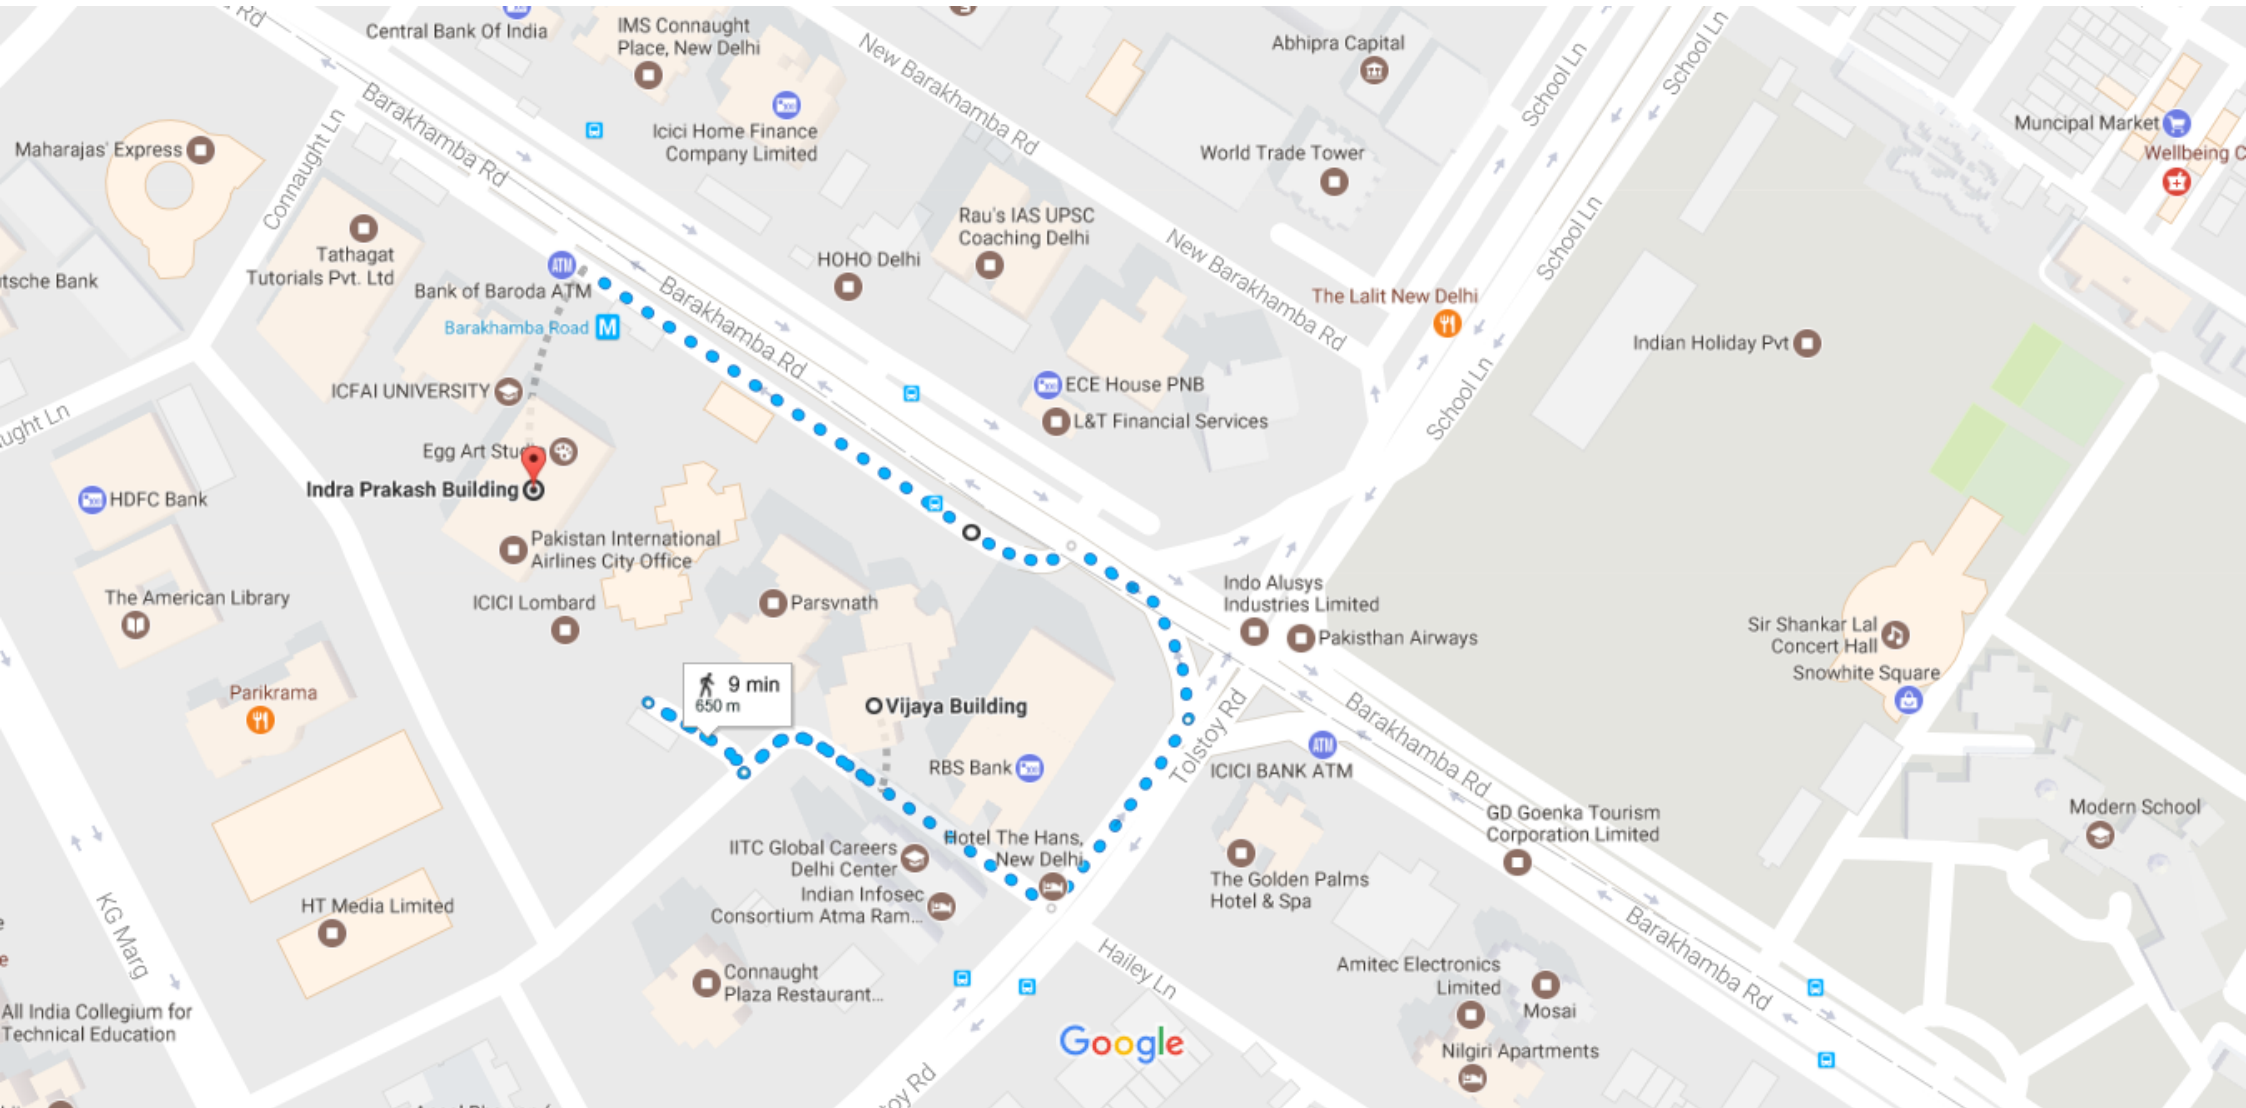 Rd
Central Bank Of India
IMS Connaught
Place, New Delhi
New Barakhamba Rd
Abhipra Capital
School Ln
School Ln
Barakhamba Rd
Connaught Ln
Maharajas' Express
Icici Home Finance
Company Limited
World Trade Tower
Muncipal Market
Wellbeing C
Tathagat
Tutorials Pvt. Ltd
Rau's IAS UPSC
Coaching Delhi
HOHO Delhi
New Barakhamba Rd
School Ln
tsche Bank
ATM
Bank of Baroda ATM
Barakhamba Road
M
Barakhamba Rd
The Lalit New Delhi
Indian Holiday Pvt
School Ln
ICFAI UNIVERSITY
ECE House PNB
L&T Financial Services
ught Ln
Egg Art Stu
Indra Prakash Building
HDFC Bank
Pakistan International
Airlines City Office
The American Library
ICICI Lombard
Parsvnath
Indo Alusys
Industries Limited
Pakisthan Airways
Sir Shankar Lal
Concert Hall
Snowhite Square
Parikrama
9 min
650 m
Vijaya Building
Tolstoy Rd
Barakhamba Rd
RBS Bank
ATM
ICICI BANK ATM
GD Goenka Tourism
Corporation Limited
Modern School
IITC Global Careers
Delhi Center
Hotel The Hans,
New Delhi
Indian Infosec
Consortium Atma Ram...
The Golden Palms
Hotel & Spa
HT Media Limited
KG Marg
Barakhamba Rd
Connaught
Plaza Restaurant...
Hailey Ln
Amitec Electronics
Limited
Mosai
e
e
All India Collegium for
Technical Education
Google
Nilgiri Apartments
oy Rd